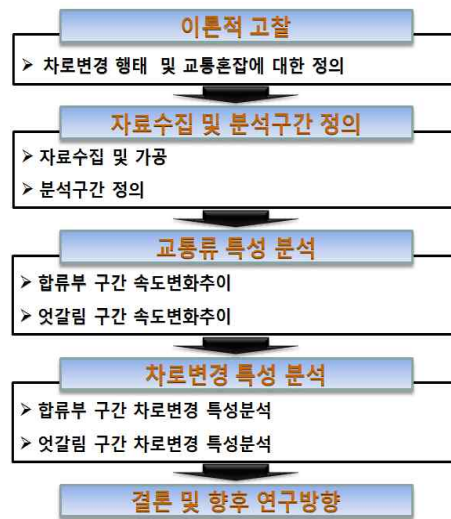 이론적 고찰
➢ 차로변경 행태 및 교통혼잡에 대한 정의
자료수집 및 분석구간 정의
➢ 자료수집 및 가공
➢ 분석구간 정의
교통류 특성 분석
➢ 합류부 구간 속도변화추이
➢ 엇갈림 구간 속도변화추이
차로변경 특성 분석
➢ 합류부 구간 차로변경 특성분석
➢ 엇갈림 구간 차로변경 특성분석
결론 및 향후 연구방향